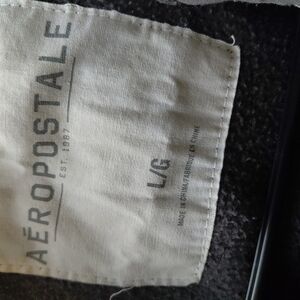 AÉROPOSTALE
EST. 1987
L/G
MADE IN CHINA/FABRIQUÉ EN CHINE